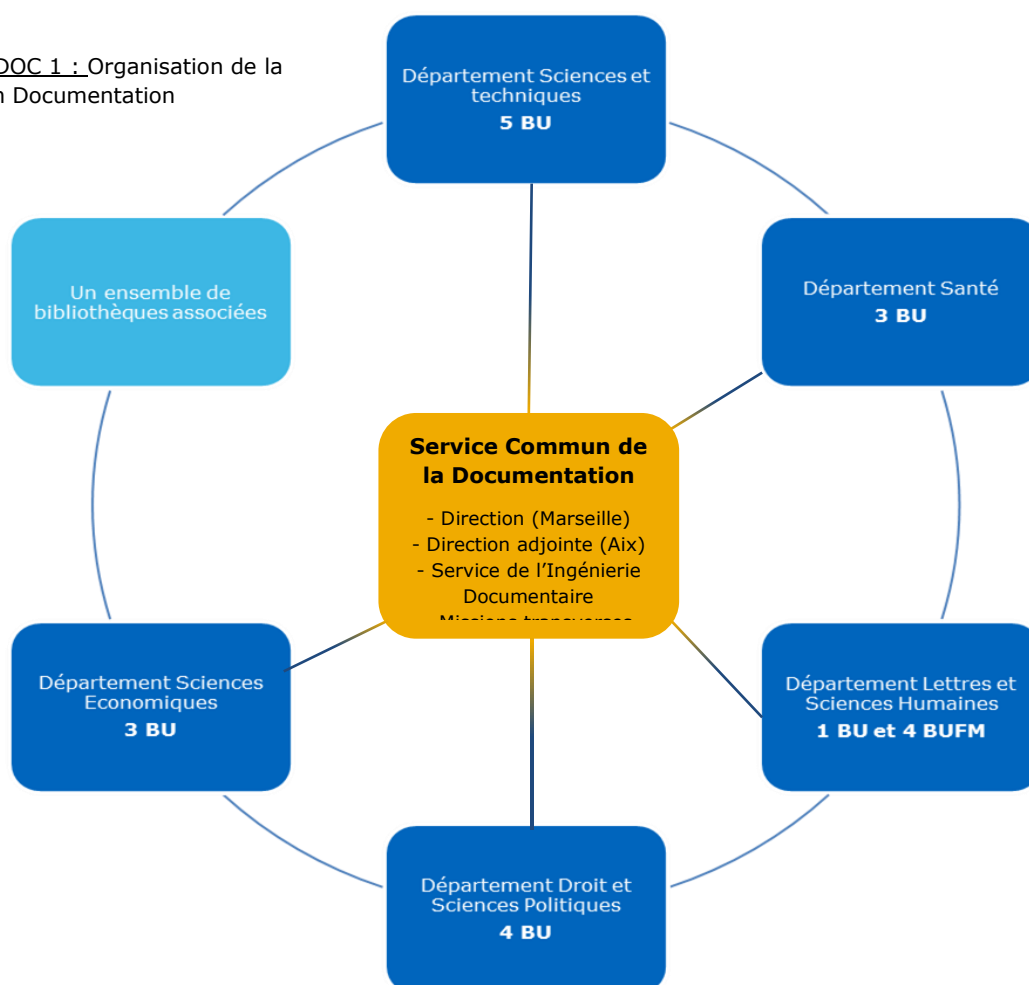 DOC 1 : Organisation de la
n Documentation
Département Sciences et
techniques
5 BU
Un ensemble de
bibliothèques associées
Département Santé
3 BU
Service Commun de
la Documentation
- Direction (Marseille)
- Direction adjointe (Aix)
- Service de l’Ingénierie
Documentaire
- Missions transverses
Département Sciences
Economiques
3 BU
Département Lettres et
Sciences Humaines
1 BU et 4 BUFM
Département Droit et
Sciences Politiques
4 BU